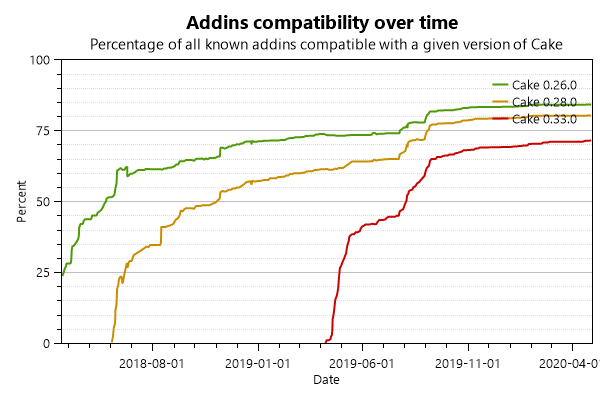 Addins compatibility over time
Percentage of all known addins compatible with a given version of Cake
100
75
50
25
0
Percent
Cake 0.26.0
Cake 0.28.0
Cake 0.33.0
2018-08-01
2019-01-01
2019-06-01
2019-11-01
2020-04-01
Date